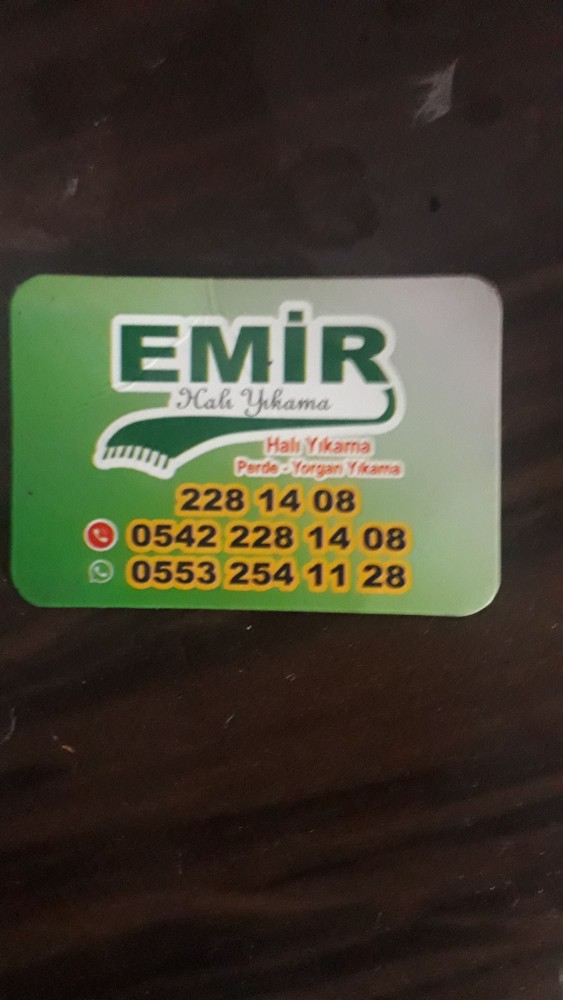 EMİR
Halı Yıkama
Halı Yıkama
Perde - Yorgan Yıkama
228 14 08
0542 228 14 08
0553 254 11 28